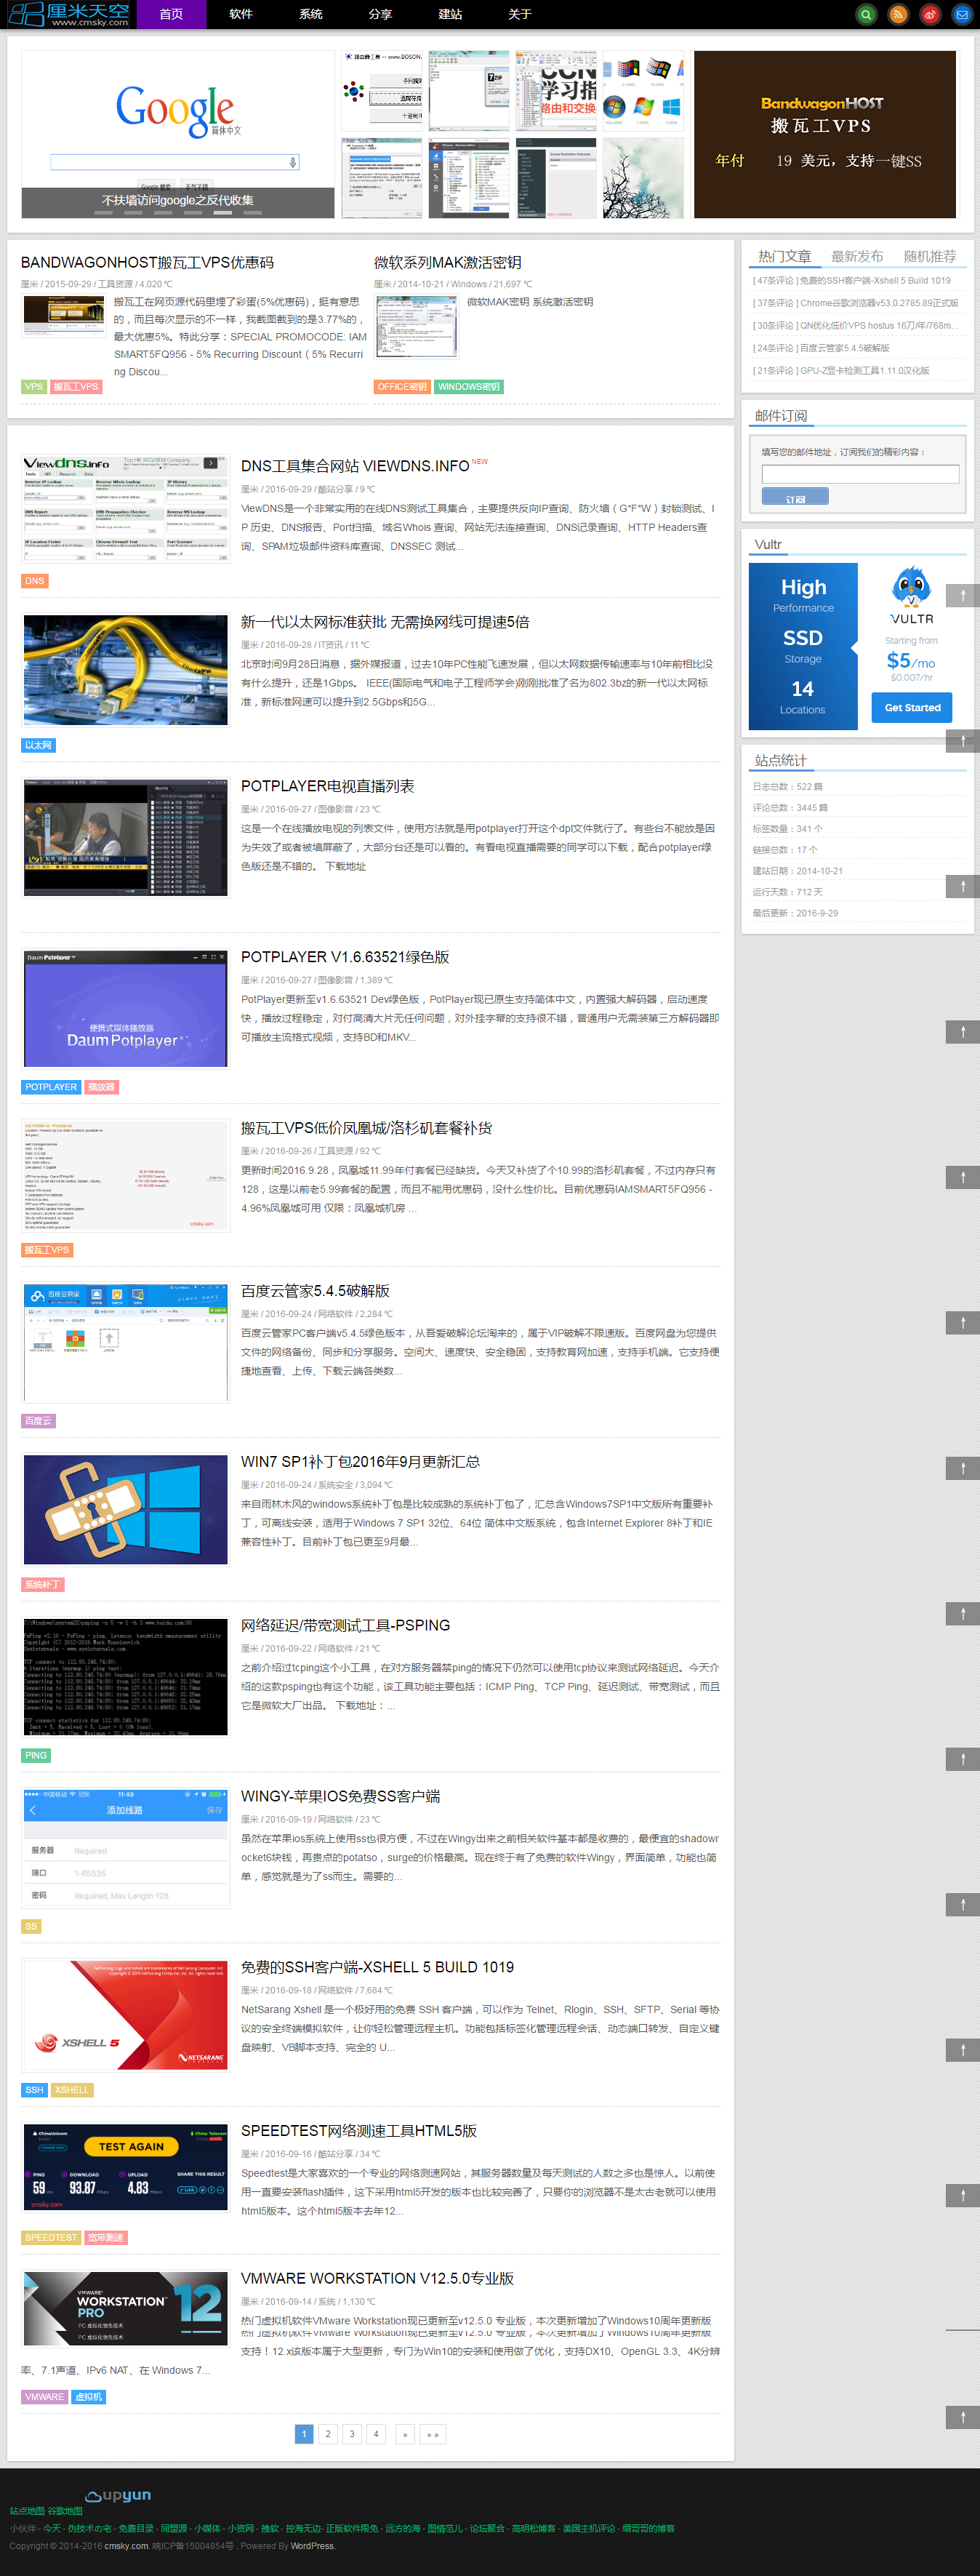 厘米天空
www.cmsky.com
首页 软件 系统 分享 建站 关于
Google
简体中文
不扶墙访问google之反代收集
BandwagonHOST
搬瓦工VPS
年付 19 美元，支持一键SS
BANDWAGONHOST搬瓦工VPS优惠码
厘米 / 2015-09-29 / 工具资源 / 4,020 ℃
搬瓦工在网页源代码里埋了彩蛋(5%优惠码)，挺有意思
的，而且每次显示的不一样，我截图截到的是3.77%的，
最大优惠5%。特此分享：SPECIAL PROMOCODE: IAM
SMART5FQ956 - 5% Recurring Discount（5% Recurri
ng Discou...
VPS 搬瓦工VPS
微软系列MAK激活密钥
厘米 / 2014-10-21 / Windows / 21,697 ℃
微软MAK密钥 系统激活密钥
OFFICE密钥 WINDOWS密钥
热门文章 最新发布 随机推荐
[ 47条评论 ] 免费的SSH客户端-Xshell 5 Build 1019
[ 37条评论 ] Chrome谷歌浏览器v53.0.2785.89正式版
[ 30条评论 ] QN优化低价VPS hostus 16刀/年/768m...
[ 24条评论 ] 百度云管家5.4.5破解版
[ 21条评论 ] GPU-Z显卡检测工具1.11.0汉化版
邮件订阅
填写您的邮件地址，订阅我们的精彩内容：
订阅
Vultr
High
Performance
SSD
Storage
14
Locations
VULTR
Starting from
$5/mo
$0.007/hr
Get Started
站点统计
日志总数：522 篇
评论总数：3445 篇
标签数量：341 个
链接总数：17 个
建站日期：2014-10-21
运行天数：712 天
最后更新：2016-9-29
ViewDNS.info
DNS工具集合网站 VIEWDNS.INFO NEW
厘米 / 2016-09-29 / 酷站分享 / 9 ℃
ViewDNS是一个非常实用的在线DNS测试工具集合，主要提供反向IP查询、防火墙（G*F*W）封锁测试、I
P 历史、DNS报告、Port扫描、域名Whois 查询、网站无法连接查询、DNS记录查询、HTTP Headers查
询、SPAM垃圾邮件资料库查询、DNSSEC 测试...
DNS
新一代以太网标准获批 无需换网线可提速5倍
厘米 / 2016-09-28 / IT资讯 / 11 ℃
北京时间9月28日消息，据外媒报道，过去10年PC性能飞速发展，但以太网数据传输速率与10年前相比没
有什么提升，还是1Gbps。 IEEE(国际电气和电子工程师学会)刚刚批准了名为802.3bz的新一代以太网标
准，新标准网速可以提升到2.5Gbps和5G...
以太网
POTPLAYER电视直播列表
厘米 / 2016-09-27 / 图像影音 / 23 ℃
这是一个在线播放电视的列表文件，使用方法就是用potplayer打开这个dpl文件就行了。有些台不能放是因
为失效了或者被墙屏蔽了，大部分台还是可以看的。有看电视直播需要的同学可以下载，配合potplayer绿
色版还是不错的。 下载地址
Daum Potplayer
便携式媒体播放器
Daum Potplayer
POTPLAYER V1.6.63521绿色版
厘米 / 2016-09-27 / 图像影音 / 1,389 ℃
PotPlayer更新至v1.6.63521 Dev绿色版，PotPlayer现已原生支持简体中文，内置强大解码器，启动速度
快，播放过程稳定，对付高清大片无任何问题，对外挂字幕的支持很不错，普通用户无需装第三方解码器即
可播放主流格式视频，支持BD和MKV...
POTPLAYER 播放器
cmsky.com
搬瓦工VPS低价凤凰城/洛杉矶套餐补货
厘米 / 2016-09-26 / 工具资源 / 92 ℃
更新时间2016.9.28，凤凰城11.99年付套餐已经缺货。今天又补货了个10.99的洛杉矶套餐，不过内存只有
128，这是以前老5.99套餐的配置，而且不能用优惠码，没什么性价比。目前优惠码IAMSMART5FQ956 -
4.96%凤凰城可用 仅限：凤凰城机房 ...
搬瓦工VPS
百度云管家5.4.5破解版
厘米 / 2016-09-24 / 网络软件 / 2,284 ℃
百度云管家PC客户端v5.4.5绿色版本，从吾爱破解论坛淘来的，属于VIP破解不限速版。百度网盘为您提供
文件的网络备份、同步和分享服务。空间大、速度快、安全稳固，支持教育网加速，支持手机端。它支持便
捷地查看、上传、下载云端各类数...
百度云
WIN7 SP1补丁包2016年9月更新汇总
厘米 / 2016-09-24 / 系统安全 / 3,094 ℃
来自雨林木风的windows系统补丁包是比较成熟的系统补丁包了，汇总含Windows7SP1中文版所有重要补
丁，可离线安装，适用于Windows 7 SP1 32位、64位 简体中文版系统，包含Internet Explorer 8补丁和IE
兼容性补丁。目前补丁包已更至9月最...
系统补丁
网络延迟/带宽测试工具-PSPING
厘米 / 2016-09-22 / 网络软件 / 21 ℃
之前介绍过tcping这个小工具，在对方服务器禁ping的情况下仍然可以使用tcp协议来测试网络延迟。今天介
绍的这款psping也有这个功能，该工具功能主要包括：ICMP Ping、TCP Ping、延迟测试、带宽测试，而且
它是微软大厂出品。 下载地址：...
PING
中国移动 11:49
添加线路 保存
服务器 Required
端口 1-65535
密码 Required, Max Length 128
WINGY-苹果IOS免费SS客户端
厘米 / 2016-09-19 / 网络软件 / 23 ℃
虽然在苹果ios系统上使用ss也很方便，不过在Wingy出来之前相关软件基本都是收费的，最便宜的shadowr
ocket6块钱，再贵点的potatso，surge的价格最高。现在终于有了免费的软件Wingy，界面简单，功能也简
单，感觉就是为了ss而生。需要的...
SS
XSHELL 5
NETSARANG
免费的SSH客户端-XSHELL 5 BUILD 1019
厘米 / 2016-09-18 / 网络软件 / 7,684 ℃
NetSarang Xshell 是一个极好用的免费 SSH 客户端，可以作为 Telnet、Rlogin、SSH、SFTP、Serial 等协
议的安全终端模拟软件，让你轻松管理远程主机。功能包括标签化管理远程会话、动态端口转发、自定义键
盘映射、VB脚本支持、完全的 U...
SSH XSHELL
TEST AGAIN
PING DOWNLOAD UPLOAD SHARE THIS RESULT
59 ms 93.87 Mbps 4.83 Mbps
cmsky.com
SPEEDTEST网络测速工具HTML5版
厘米 / 2016-09-16 / 酷站分享 / 34 ℃
Speedtest是大家喜欢的一个专业的网络测速网站，其服务器数量及每天测试的人数之多也是惊人。以前使
用一直要安装flash插件，这下采用html5开发的版本也比较完善了，只要你的浏览器不是太古老就可以使用
html5版本。这个html5版本去年12...
SPEEDTEST 宽带测速
VMWARE
WORKSTATION 12
PRO
PC 虚拟化领先技术
PC 虚拟化领先技术
VMWARE WORKSTATION V12.5.0专业版
厘米 / 2016-09-14 / 系统 / 1,130 ℃
热门虚拟机软件VMware Workstation现已更新至v12.5.0 专业版，本次更新增加了Windows10周年更新版
支持！12.x该版本属于大型更新，专门为Win10的安装和使用做了优化，支持DX10、OpenGL 3.3、4K分辨
率、7.1声道、IPv6 NAT、在 Windows 7...
VMWARE 虚拟机
1 2 3 4 » » »
upyun
站点地图 谷歌地图
小伙伴 - 今天 - 伪技术の宅 - 免费目录 - 同盟源 - 小媒体 - 小资网 - 挽软 - 控海天边- 正版软件限免 - 远方的海 - 图情范儿 - 论坛聚合 - 高明松博客 - 美国主机评论 - 缙哥哥的博客
Copyright © 2014-2016 cmsky.com. 皖ICP备15004854号 . Powered By WordPress.